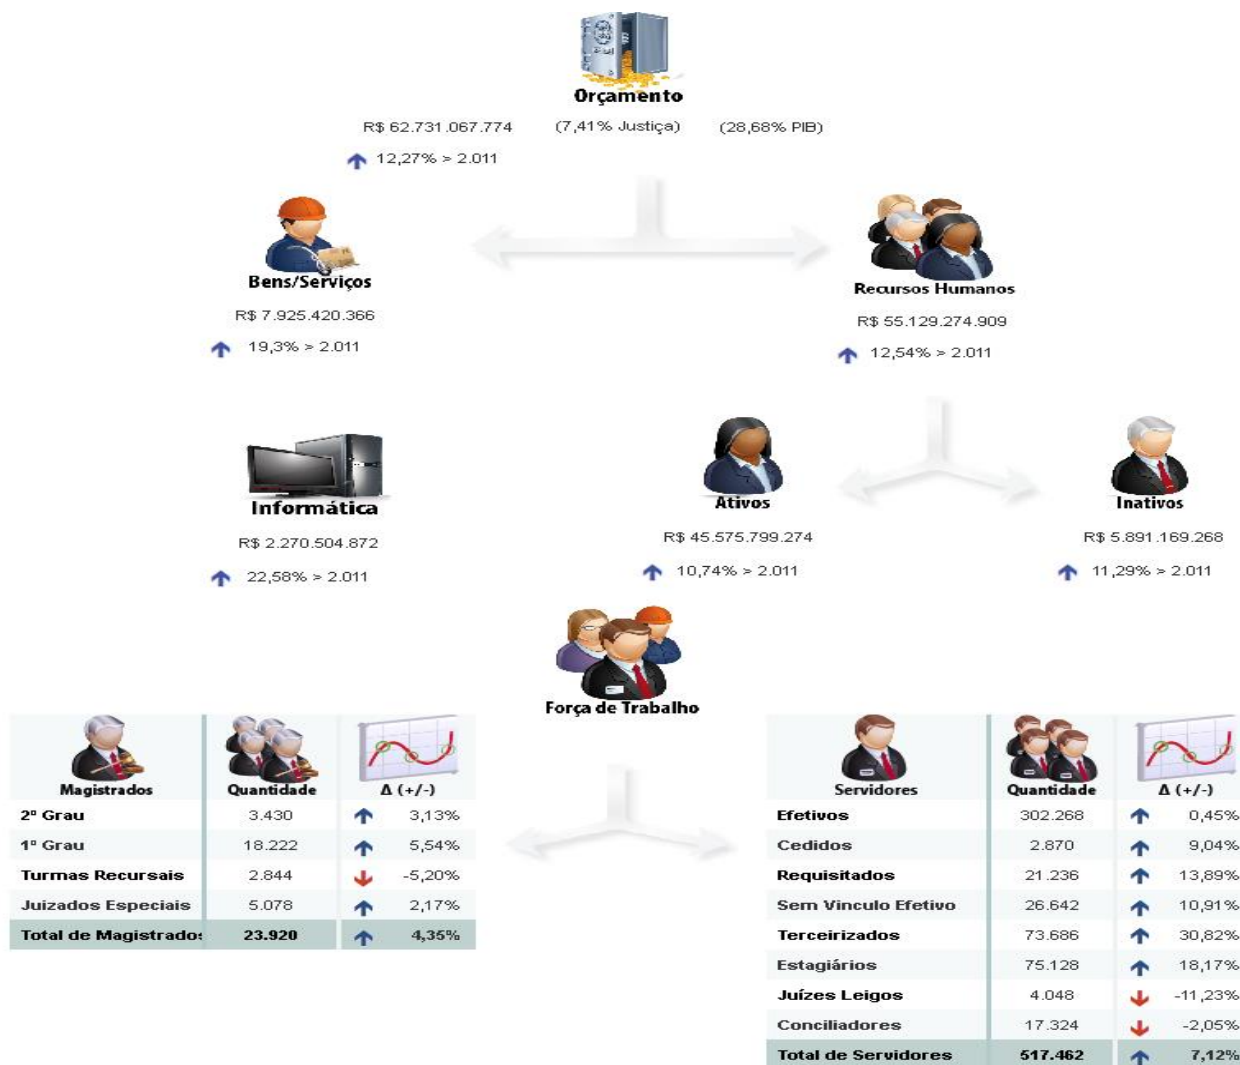 Orçamento
R$ 62.731.067.774 (7,41% Justiça) (28,68% PIB)
12,27% > 2.011
Bens/Serviços
R$ 7.925.420.366
19,3% > 2.011
Recursos Humanos
R$ 55.129.274.909
12,54% > 2.011
Informática
R$ 2.270.504.872
22,58% > 2.011
Ativos
R$ 45.575.799.274
10,74% > 2.011
Inativos
R$ 5.891.169.268
11,29% > 2.011
Força de Trabalho
Magistrados Quantidade Δ (+/-)
2º Grau 3.430 3,13%
1º Grau 18.222 5,54%
Turmas Recursais 2.844 -5,20%
Juizados Especiais 5.078 2,17%
Total de Magistrados 23.920 4,35%
Servidores Quantidade Δ (+/-)
Efetivos 302.268 0,45%
Cedidos 2.870 9,04%
Requisitados 21.236 13,89%
Sem Vinculo Efetivo 26.642 10,91%
Terceirizados 73.686 30,82%
Estagiários 75.128 18,17%
Juízes Leigos 4.048 -11,23%
Conciliadores 17.324 -2,05%
Total de Servidores 517.462 7,12%